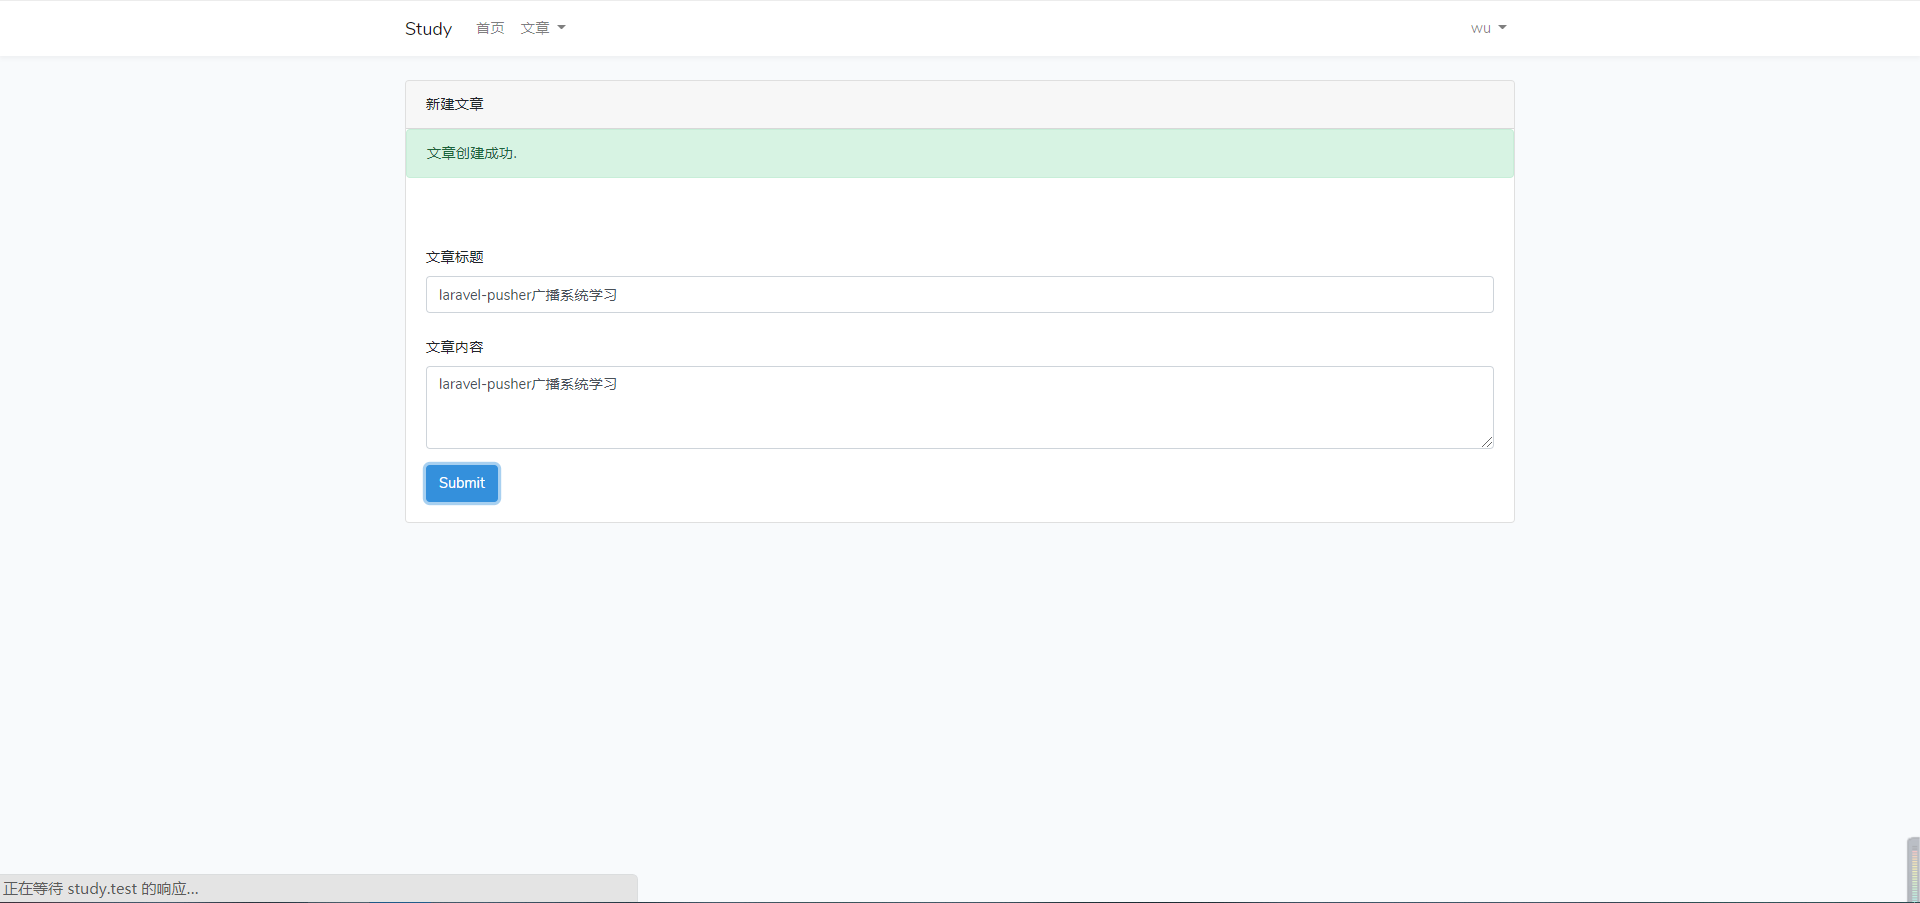 Study 首页 文章 wu
新建文章
文章创建成功.
文章标题
laravel-pusher广播系统学习
文章内容
laravel-pusher广播系统学习
Submit
正在等待 study.test 的响应...